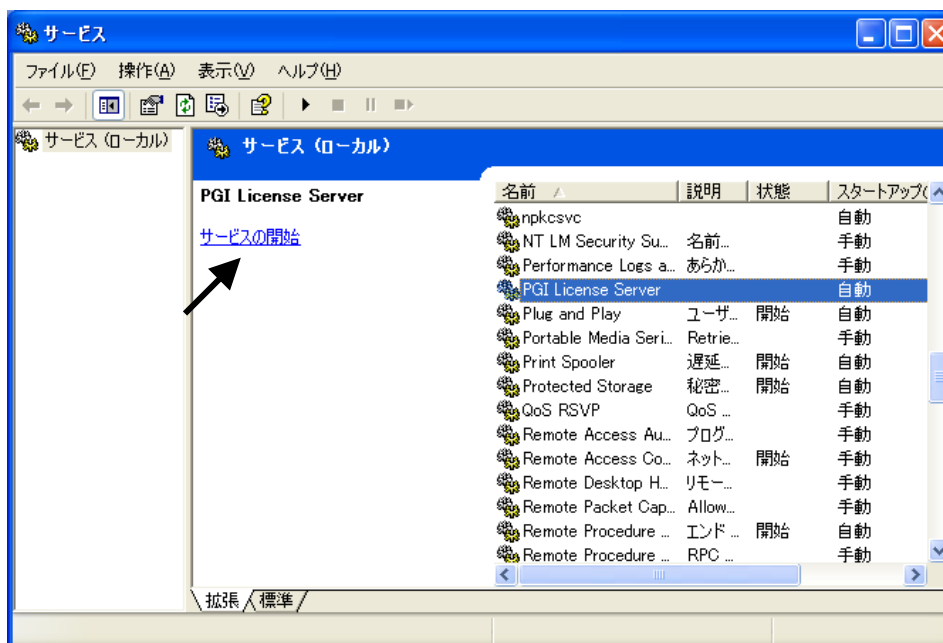 サービス
ファイル(F) 操作(A) 表示(V) ヘルプ(H)
サービス (ローカル)
サービス (ローカル)
PGI License Server
サービスの開始
名前 説明 状態 スタートアップ(
npkcsvc 自動
NT LM Security Su... 名前... 手動
Performance Logs a... あらか... 手動
PGI License Server 自動
Plug and Play ユーザ... 開始 自動
Portable Media Seri... Retrie... 手動
Print Spooler 遅延... 開始 自動
Protected Storage 秘密... 開始 自動
QoS RSVP QoS ... 手動
Remote Access Au... プログ... 手動
Remote Access Co... ネット... 開始 手動
Remote Desktop H... リモー... 手動
Remote Packet Cap... Allow... 手動
Remote Procedure ... エンド ... 開始 自動
Remote Procedure ... RPC ... 手動
拡張 標準